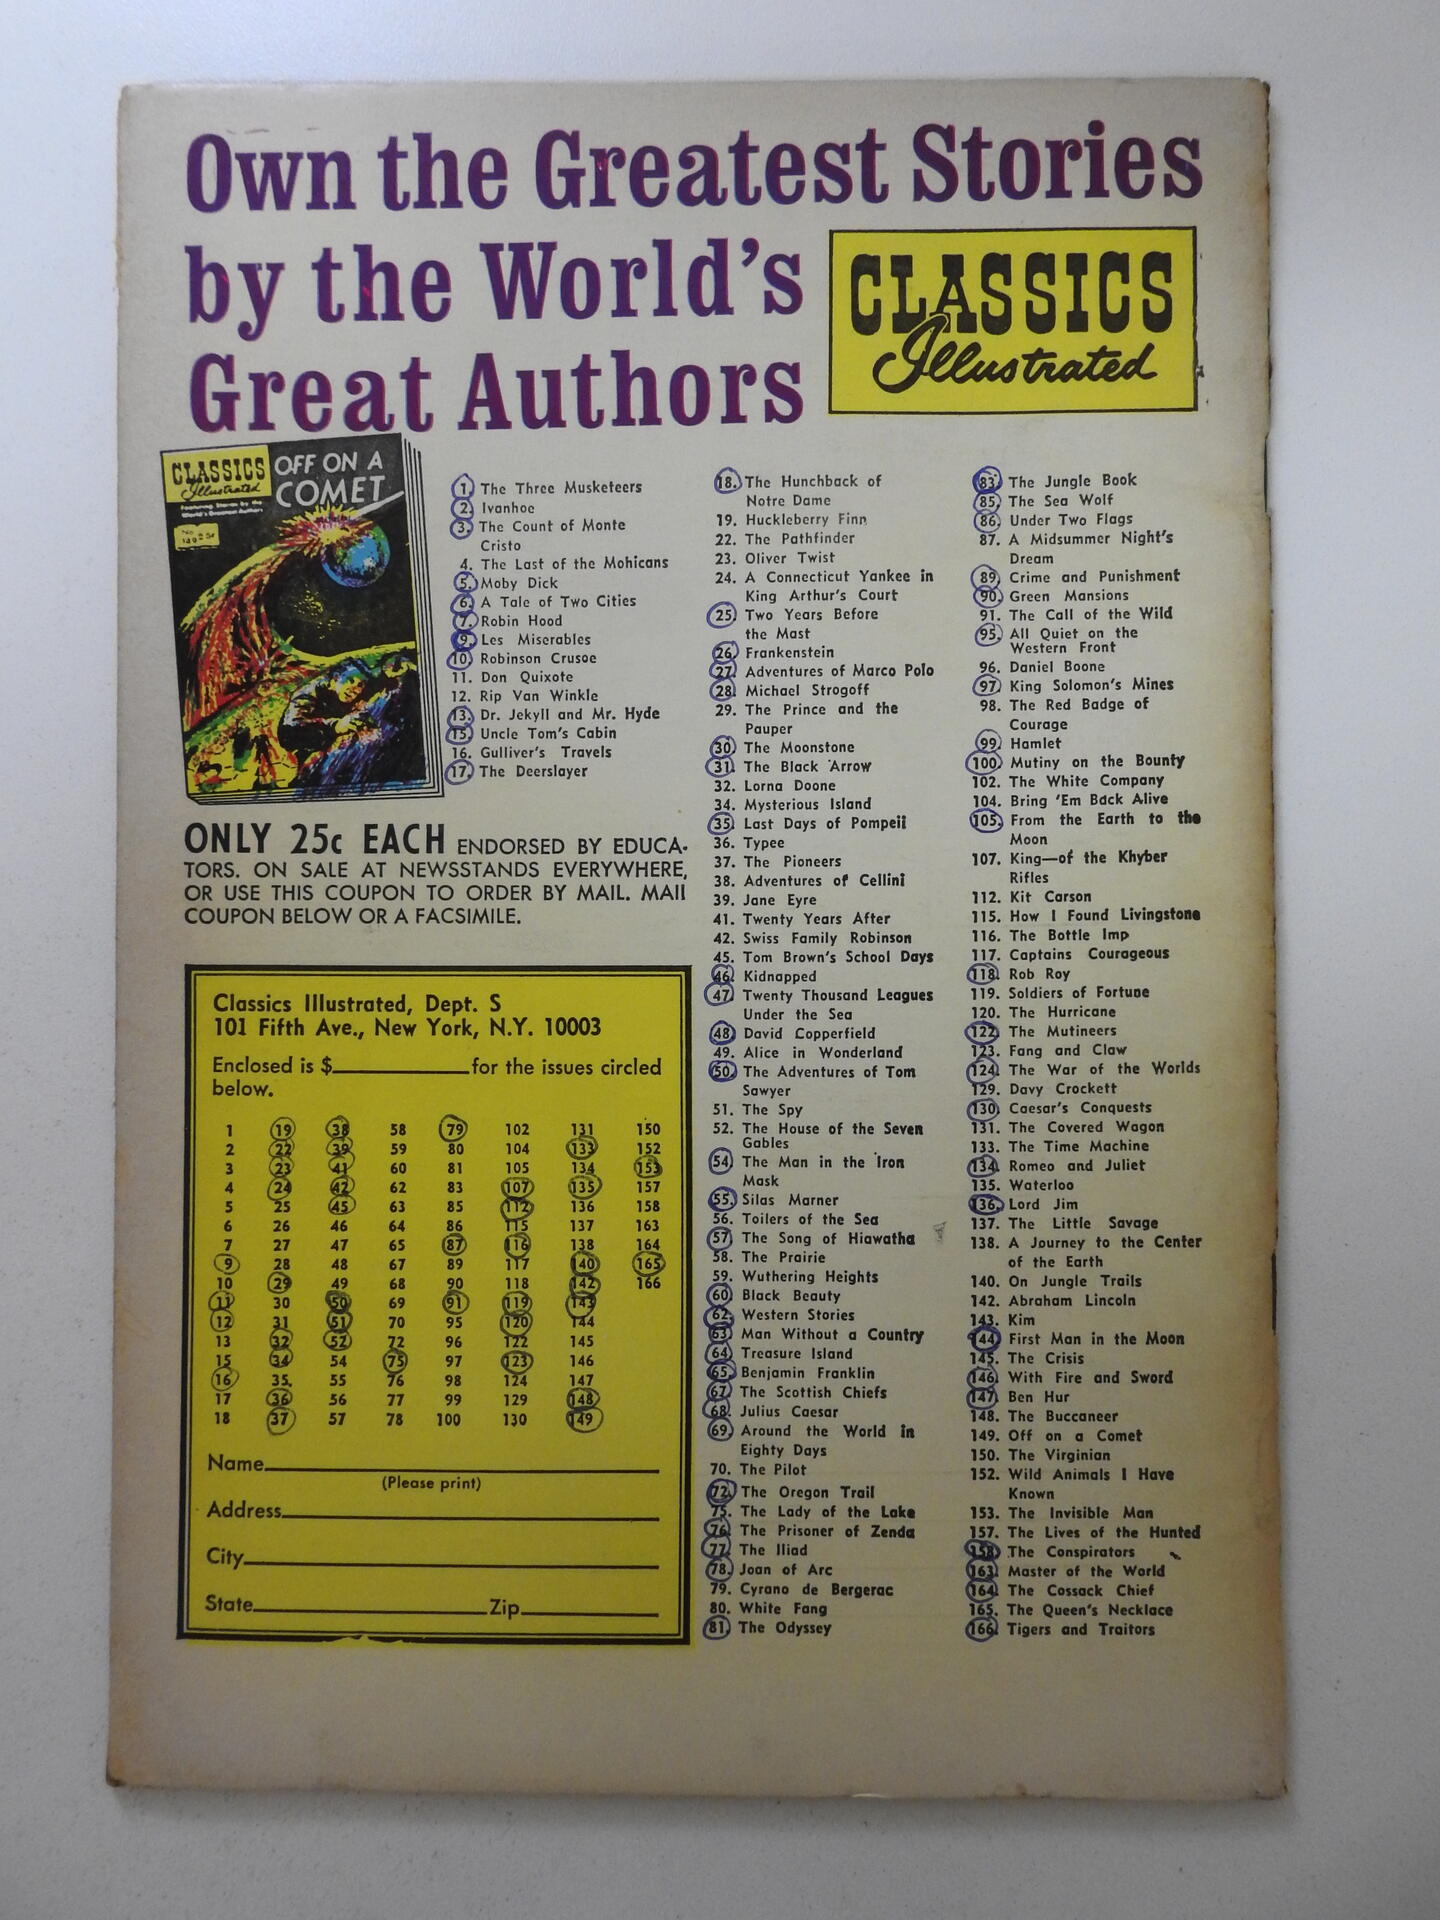 Own the Greatest Stories
by the World's
Great Authors
CLASSICS
Illustrated
CLASSICS
Illustrated
Featuring Stories by the
World's Greatest Authors
OFF ON A
COMET
1. The Three Musketeers
2. Ivanhoe
3. The Count of Monte
Cristo
4. The Last of the Mohicans
5. Moby Dick
6. A Tale of Two Cities
7. Robin Hood
9. Les Miserables
10. Robinson Crusoe
11. Don Quixote
12. Rip Van Winkle
13. Dr. Jekyll and Mr. Hyde
15. Uncle Tom's Cabin
16. Gulliver's Travels
17. The Deerslayer
ONLY 25c EACH ENDORSED BY EDUCA-
TORS. ON SALE AT NEWSSTANDS EVERYWHERE,
OR USE THIS COUPON TO ORDER BY MAIL. MAIL
COUPON BELOW OR A FACSIMILE.
Classics Illustrated, Dept. S
101 Fifth Ave., New York, N.Y. 10003
Enclosed is $ for the issues circled
below.
1 19 38 58 79 102 131 150
2 22 39 59 80 104 133 152
3 23 41 60 81 105 134 153
4 24 42 62 83 107 135 157
5 25 45 63 85 112 136 158
6 26 46 64 86 115 137 163
7 27 47 65 87 116 138 164
9 28 48 67 89 117 140 165
10 29 49 68 90 118 142 166
11 30 50 69 91 119 143
12 31 51 70 95 120 144
13 32 52 72 96 122 145
15 34 54 75 97 123 146
16 35 55 76 98 124 147
17 36 56 77 99 129 148
18 37 57 78 100 130 149
Name
(Please print)
Address
City
State Zip
18. The Hunchback of
Notre Dame
19. Huckleberry Finn
22. The Pathfinder
23. Oliver Twist
24. A Connecticut Yankee in
King Arthur's Court
25. Two Years Before
the Mast
26. Frankenstein
27. Adventures of Marco Polo
28. Michael Strogoff
29. The Prince and the
Pauper
30. The Moonstone
31. The Black Arrow
32. Lorna Doone
34. Mysterious Island
35. Last Days of Pompeii
36. Typee
37. The Pioneers
38. Adventures of Cellini
39. Jane Eyre
41. Twenty Years After
42. Swiss Family Robinson
45. Tom Brown's School Days
46. Kidnapped
47. Twenty Thousand Leagues
Under the Sea
48. David Copperfield
49. Alice in Wonderland
50. The Adventures of Tom
Sawyer
51. The Spy
52. The House of the Seven
Gables
54. The Man in the Iron
Mask
55. Silas Marner
56. Toilers of the Sea
57. The Song of Hiawatha
58. The Prairie
59. Wuthering Heights
60. Black Beauty
62. Western Stories
63. Man Without a Country
64. Treasure Island
65. Benjamin Franklin
67. The Scottish Chiefs
68. Julius Caesar
69. Around the World in
Eighty Days
70. The Pilot
72. The Oregon Trail
75. The Lady of the Lake
76. The Prisoner of Zenda
77. The Iliad
78. Joan of Arc
79. Cyrano de Bergerac
80. White Fang
81. The Odyssey
83. The Jungle Book
85. The Sea Wolf
86. Under Two Flags
87. A Midsummer Night's
Dream
89. Crime and Punishment
90. Green Mansions
91. The Call of the Wild
95. All Quiet on the
Western Front
96. Daniel Boone
97. King Solomon's Mines
98. The Red Badge of
Courage
99. Hamlet
100. Mutiny on the Bounty
102. The White Company
104. Bring 'Em Back Alive
105. From the Earth to the
Moon
107. King—of the Khyber
Rifles
112. Kit Carson
115. How I Found Livingstone
116. The Bottle Imp
117. Captains Courageous
118. Rob Roy
119. Soldiers of Fortune
120. The Hurricane
122. The Mutineers
123. Fang and Claw
124. The War of the Worlds
129. Davy Crockett
130. Caesar's Conquests
131. The Covered Wagon
133. The Time Machine
134. Romeo and Juliet
135. Waterloo
136. Lord Jim
137. The Little Savage
138. A Journey to the Center
of the Earth
140. On Jungle Trails
142. Abraham Lincoln
143. Kim
144. First Man in the Moon
145. The Crisis
146. With Fire and Sword
147. Ben Hur
148. The Buccaneer
149. Off on a Comet
150. The Virginian
152. Wild Animals I Have
Known
153. The Invisible Man
157. The Lives of the Hunted
158. The Conspirators
163. Master of the World
164. The Cossack Chief
165. The Queen's Necklace
166. Tigers and Traitors